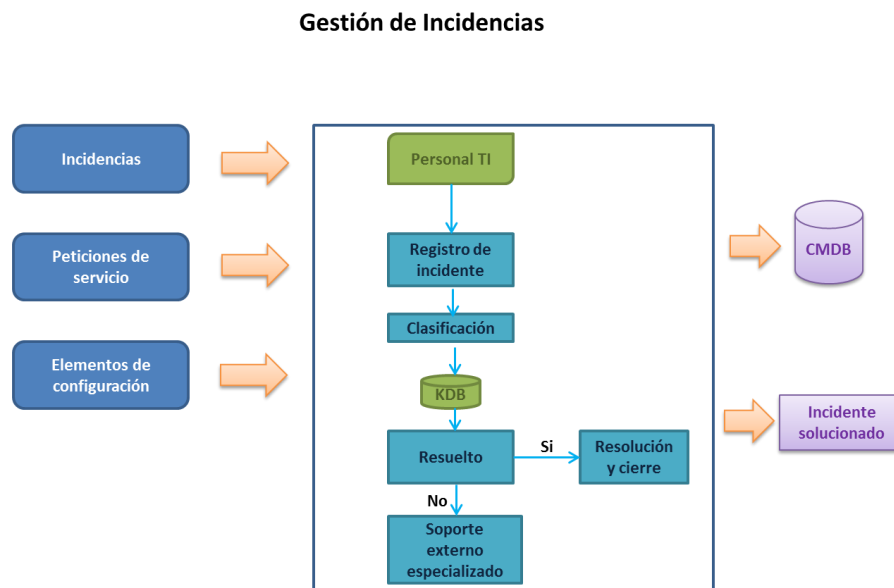 Gestión de Incidencias
Incidencias
Peticiones de
servicio
Elementos de
configuración
Personal TI
Registro de
incidente
Clasificación
KDB
Resuelto
Si
Resolución
y cierre
No
Soporte
externo
especializado
CMDB
Incidente
solucionado